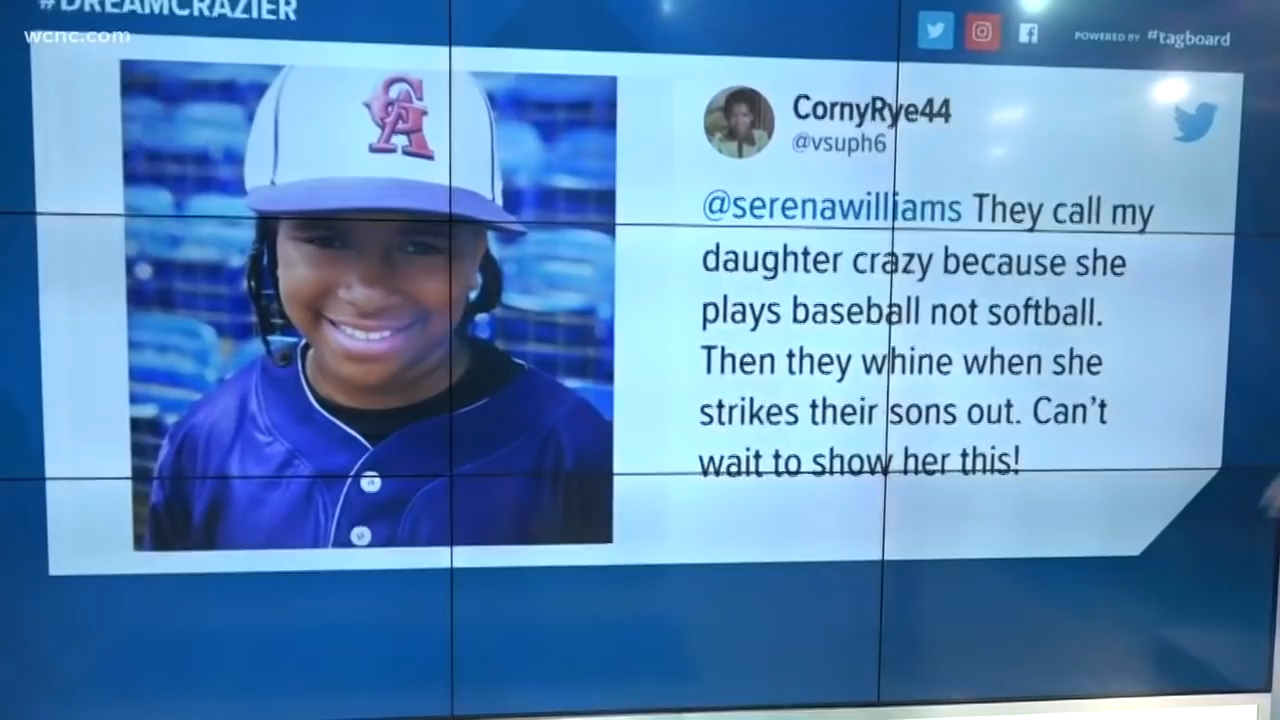 #DREAMCRAZIER
wcnc.com
POWERED BY #tagboard
GA
CornyRye44
@vsuph6
@serenawilliams They call my
daughter crazy because she
plays baseball not softball.
Then they whine when she
strikes their sons out. Can't
wait to show her this!